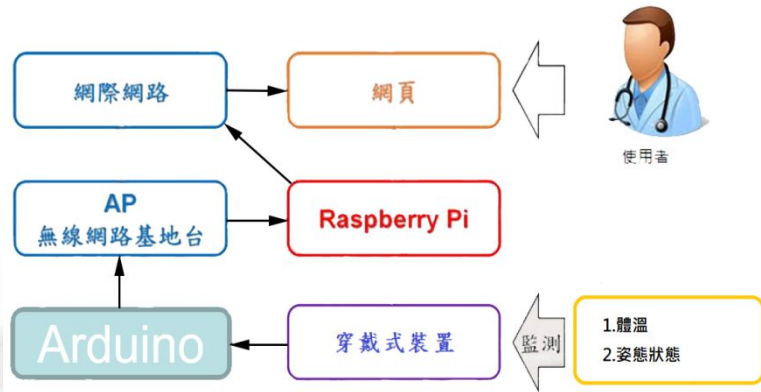 網際網路
網頁
使用者
AP
無線網路基地台
Raspberry Pi
Arduino
穿戴式裝置
監測
1.體溫
2.姿態狀態